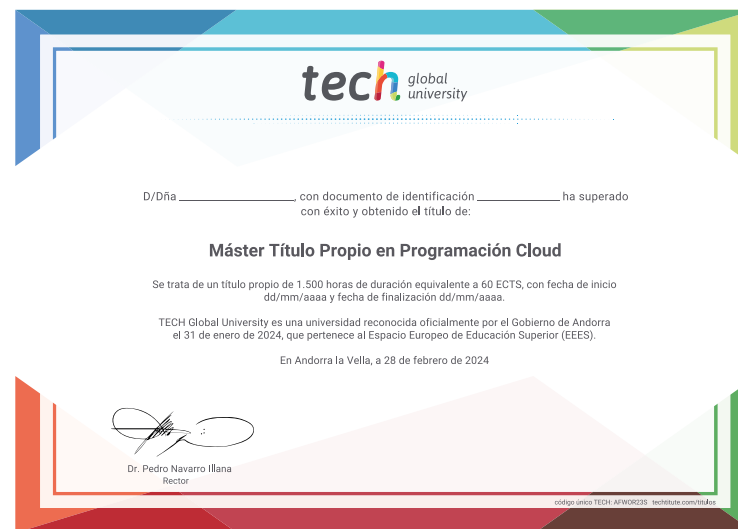 tech global university
D/Dña ______________, con documento de identificación ______________ ha superado
con éxito y obtenido el título de:
Máster Título Propio en Programación Cloud
Se trata de un título propio de 1.500 horas de duración equivalente a 60 ECTS, con fecha de inicio
dd/mm/aaaa y fecha de finalización dd/mm/aaaa.
TECH Global University es una universidad reconocida oficialmente por el Gobierno de Andorra
el 31 de enero de 2024, que pertenece al Espacio Europeo de Educación Superior (EEES).
En Andorra la Vella, a 28 de febrero de 2024
Dr. Pedro Navarro Illana
Rector
código único TECH: AFWOR23S techtitute.com/titulos